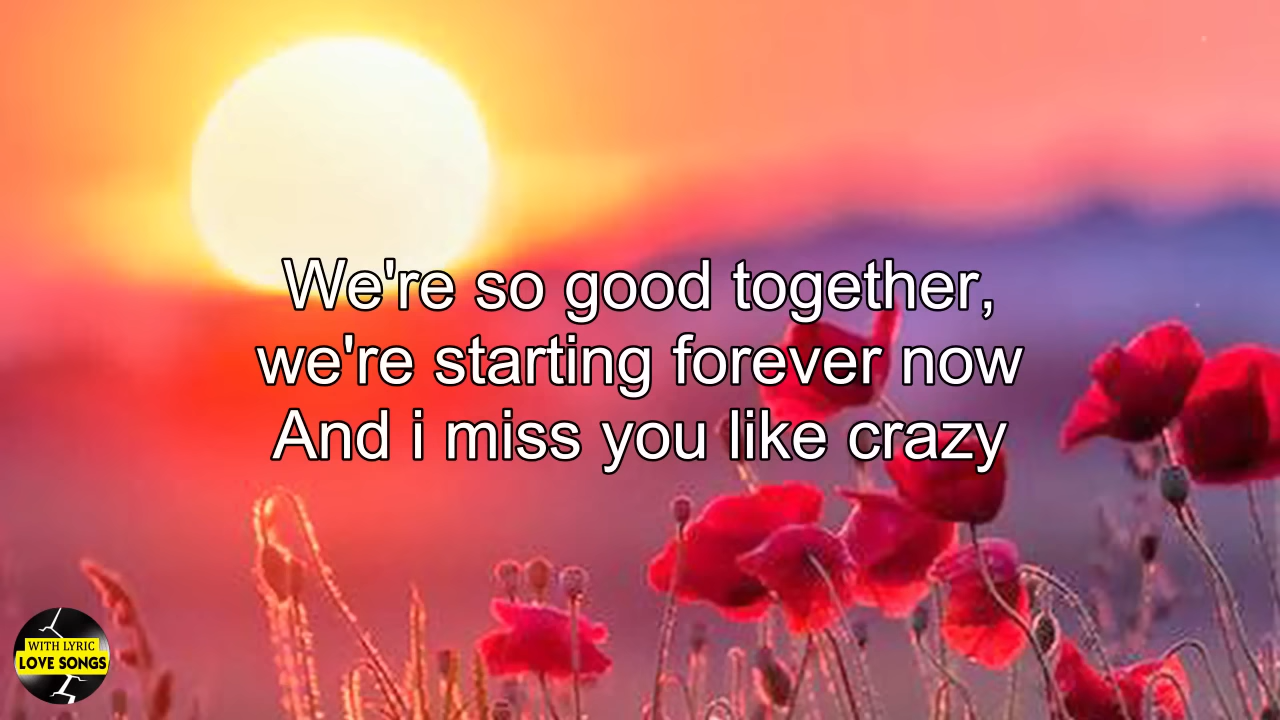 We're so good together,
we're starting forever now
And i miss you like crazy
WITH LYRIC
LOVE SONGS